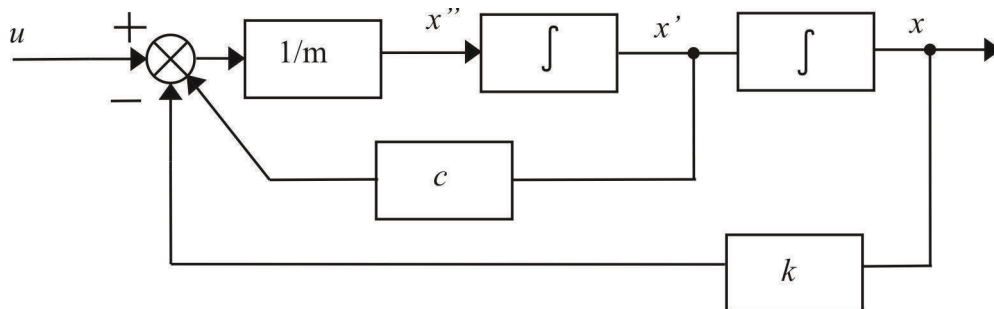 u + − 1/m x’’ ∫ x’ ∫ x
c
k